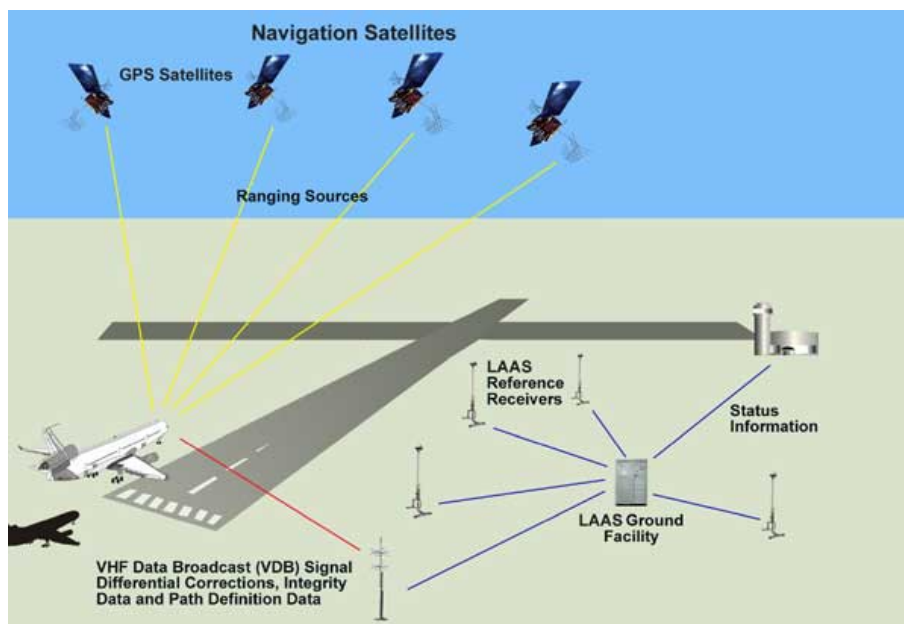 Navigation Satellites
GPS Satellites
Ranging Sources
LAAS
Reference
Receivers
Status
Information
LAAS Ground
Facility
VHF Data Broadcast (VDB) Signal
Differential Corrections, Integrity
Data and Path Definition Data